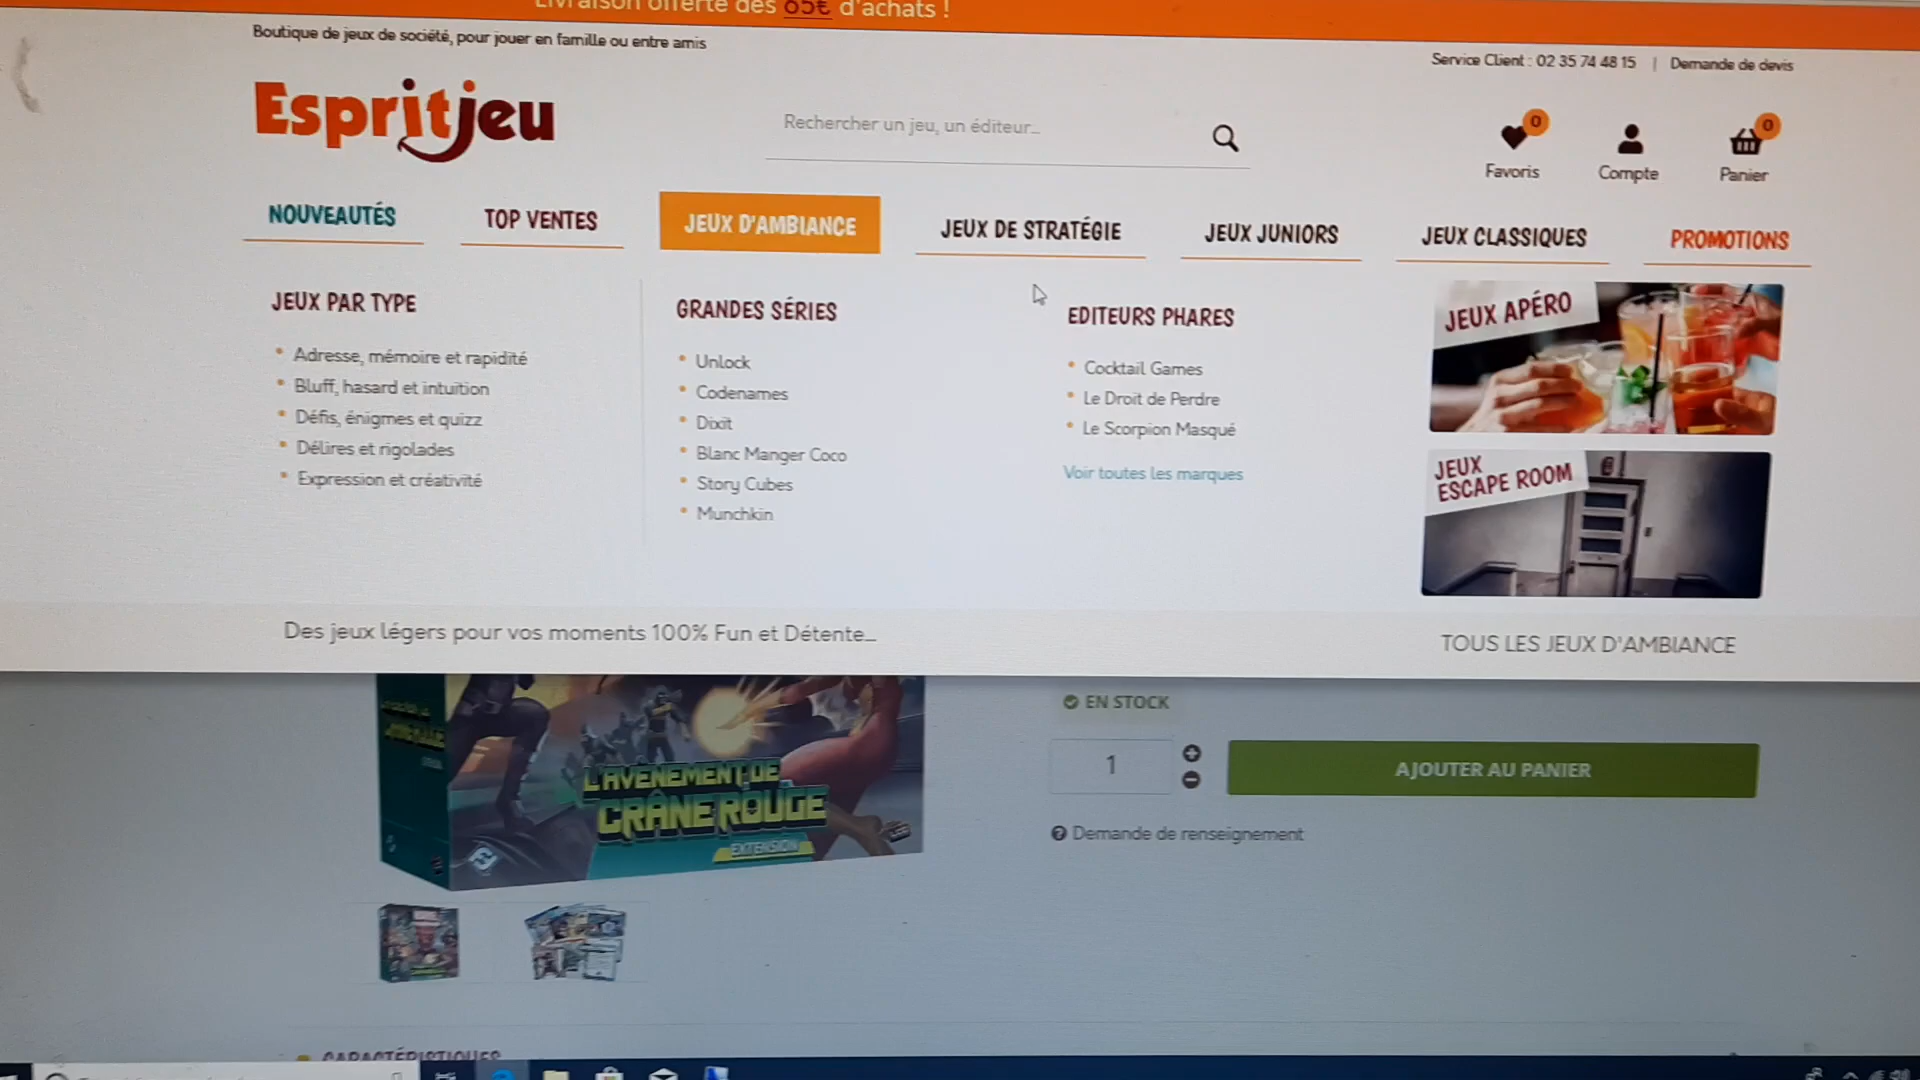 Livraison offerte dès 65€ d'achats !
Boutique de jeux de société, pour jouer en famille ou entre amis
Service Client : 02 35 74 48 15 | Demande de devis
Espritjeu
Rechercher un jeu, un éditeur...
0
Favoris
Compte
0
Panier
NOUVEAUTÉS
TOP VENTES
JEUX D'AMBIANCE
JEUX DE STRATÉGIE
JEUX JUNIORS
JEUX CLASSIQUES
PROMOTIONS
JEUX PAR TYPE
Adresse, mémoire et rapidité
Bluff, hasard et intuition
Défis, énigmes et quizz
Délires et rigolades
Expression et créativité
GRANDES SÉRIES
Unlock
Codenames
Dixit
Blanc Manger Coco
Story Cubes
Munchkin
EDITEURS PHARES
Cocktail Games
Le Droit de Perdre
Le Scorpion Masqué
Voir toutes les marques
JEUX APÉRO
JEUX
ESCAPE ROOM
Des jeux légers pour vos moments 100% Fun et Détente...
TOUS LES JEUX D'AMBIANCE
L'AVÈNEMENT DE
CRÂNE ROUGE
EXTENSION
EN STOCK
1
AJOUTER AU PANIER
Demande de renseignement
CARACTÉRISTIQUES